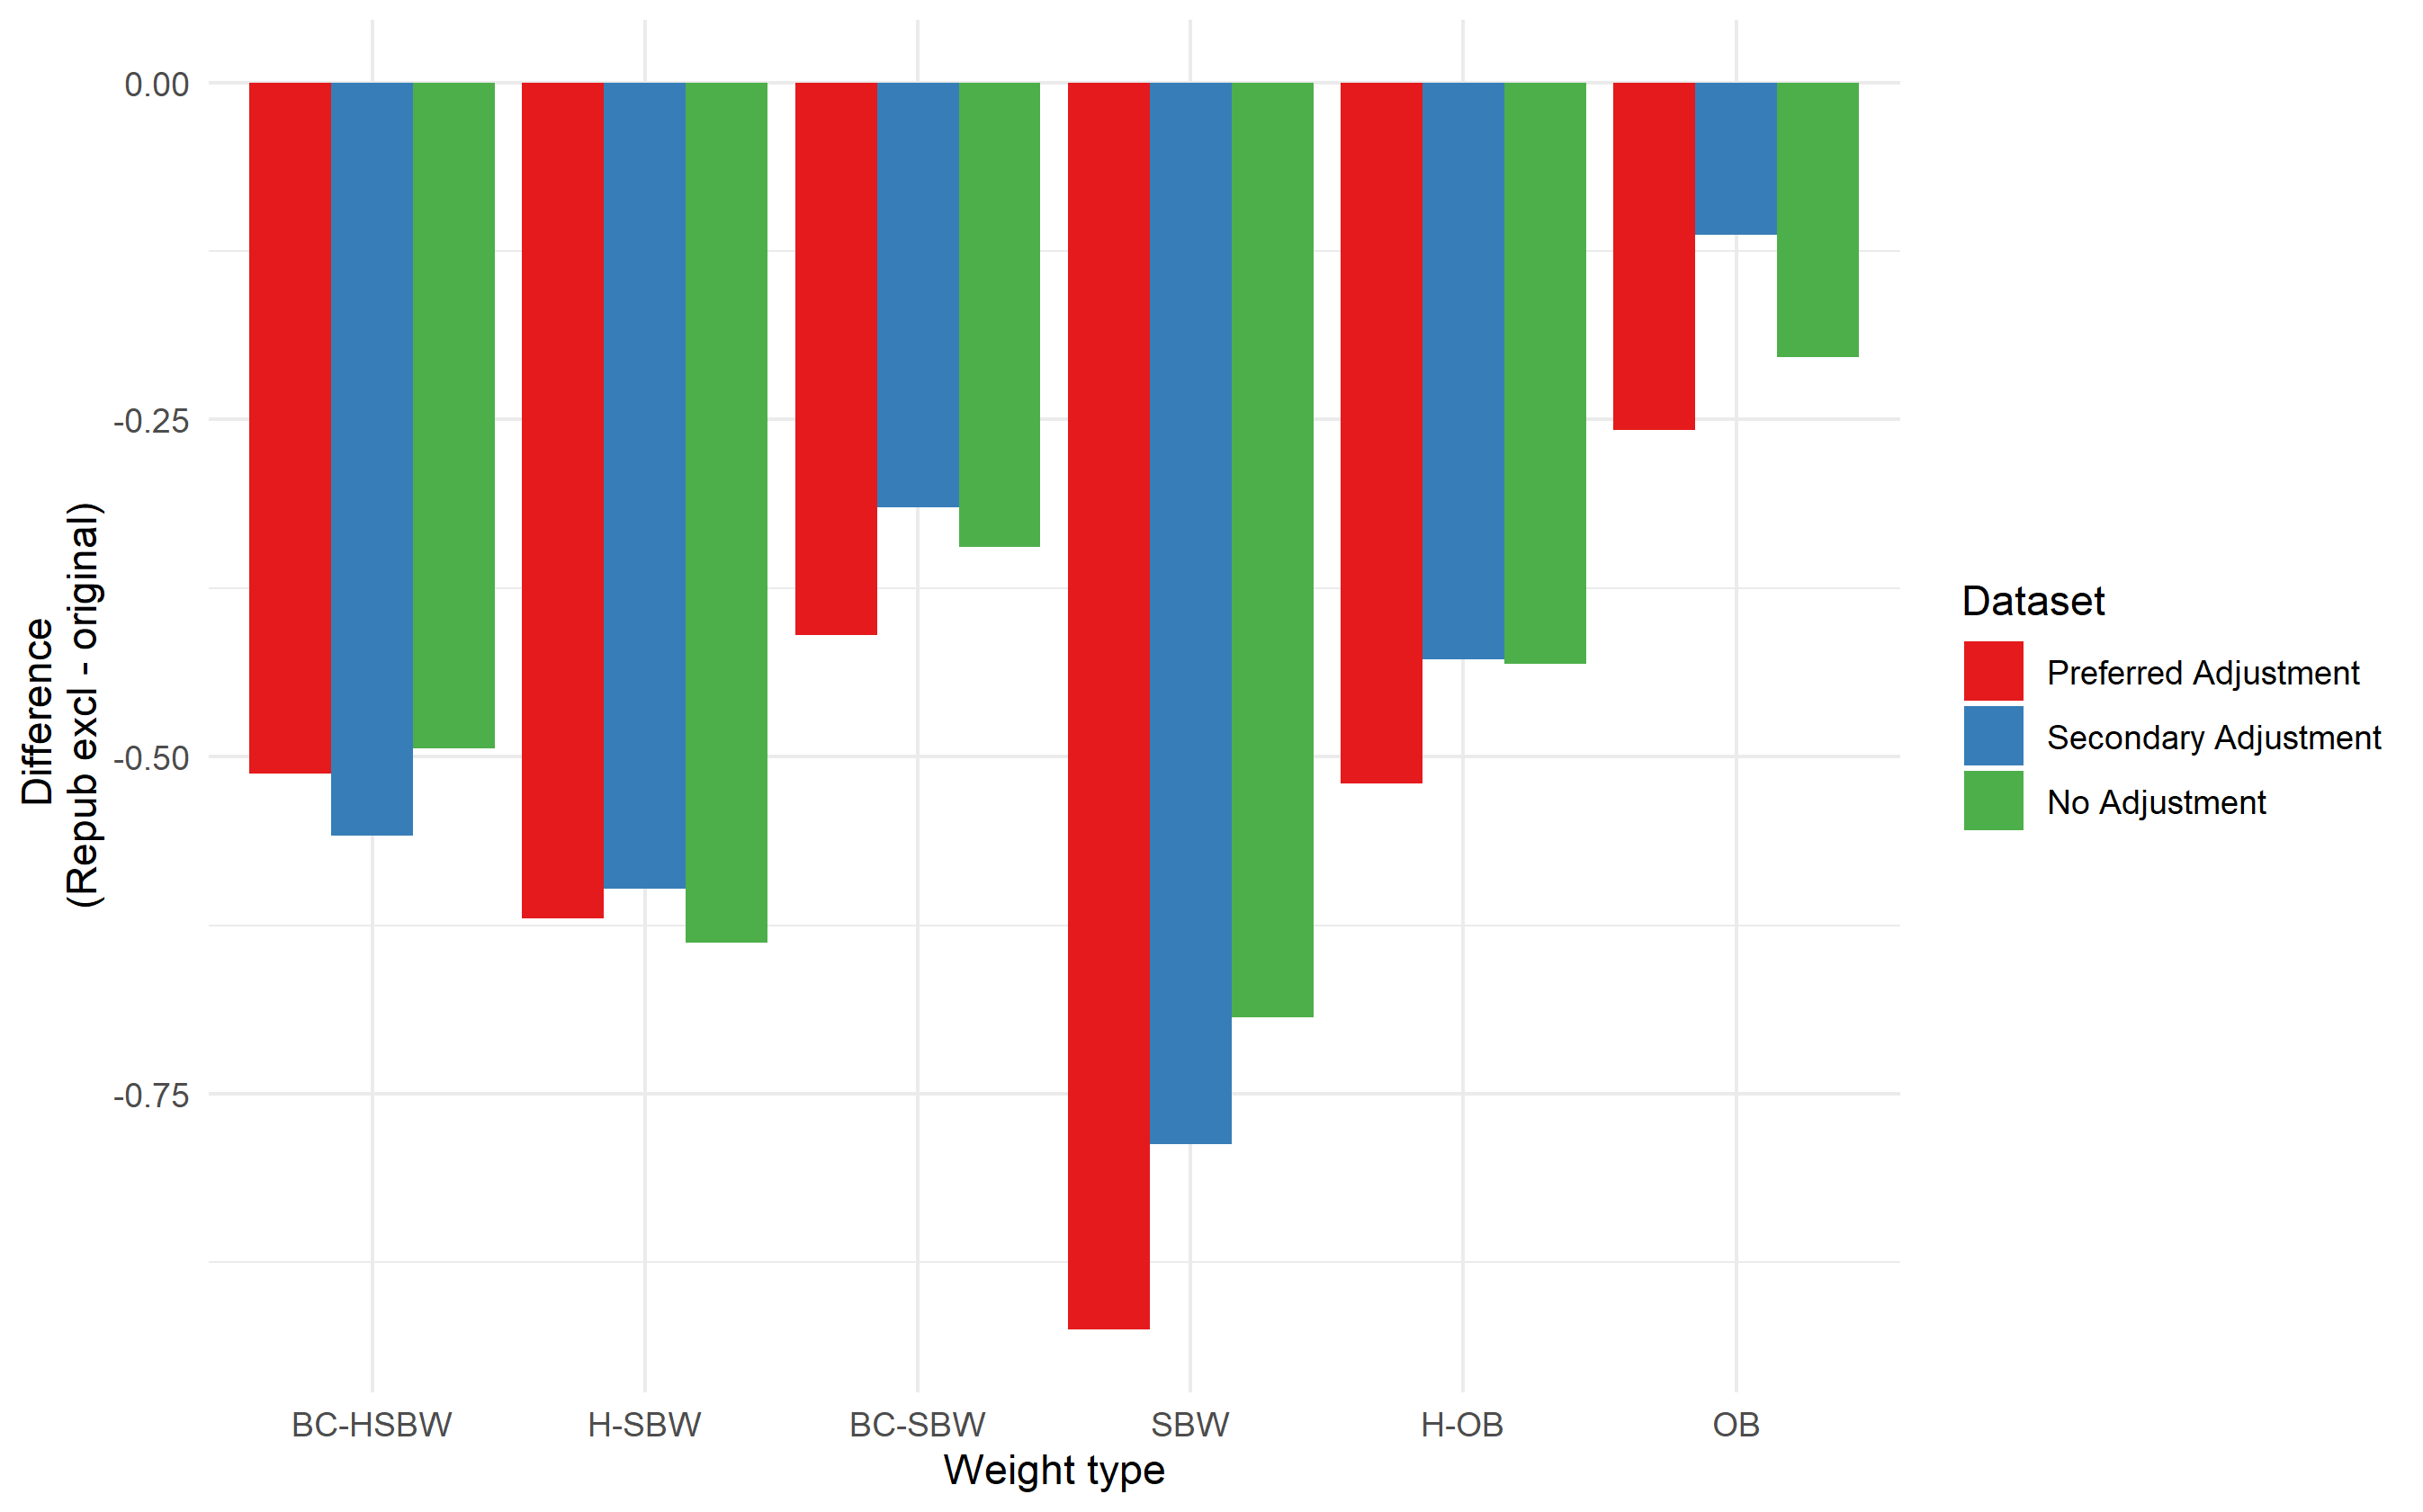 0.00
-0.25
-0.50
-0.75
Difference
(Repub excl - original)
BC-HSBW
H-SBW
BC-SBW
SBW
H-OB
OB
Weight type
Dataset
Preferred Adjustment
Secondary Adjustment
No Adjustment